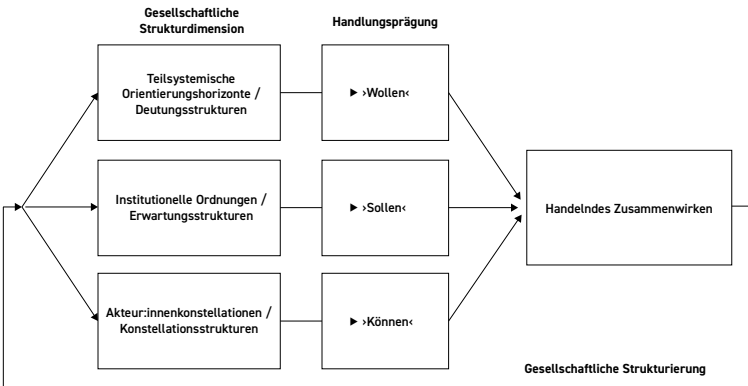 Gesellschaftliche
Strukturdimension
Handlungsprägung
Teilsystemische
Orientierungshorizonte /
Deutungsstrukturen
▶ ›Wollen‹
Institutionelle Ordnungen /
Erwartungsstrukturen
▶ ›Sollen‹
Handelndes Zusammenwirken
Akteur:innenkonstellationen /
Konstellationsstrukturen
▶ ›Können‹
Gesellschaftliche Strukturierung